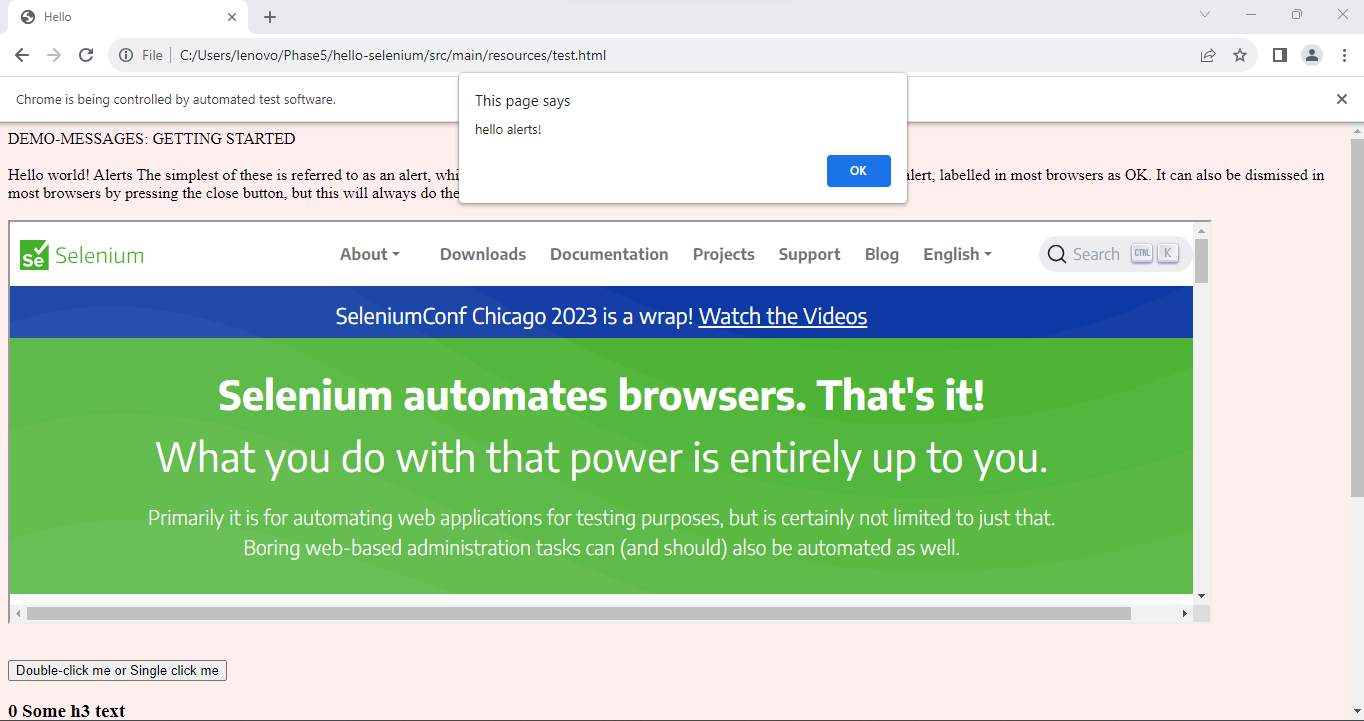 Hello
File
C:/Users/lenovo/Phase5/hello-selenium/src/main/resources/test.html
Chrome is being controlled by automated test software.
This page says
hello alerts!
OK
DEMO-MESSAGES: GETTING STARTED
Hello world! Alerts The simplest of these is referred to as an alert, whi alert, labelled in most browsers as OK. It can also be dismissed in
most browsers by pressing the close button, but this will always do the
Se Selenium
About Downloads Documentation Projects Support Blog English
Search CTRL K
SeleniumConf Chicago 2023 is a wrap! Watch the Videos
Selenium automates browsers. That's it!
What you do with that power is entirely up to you.
Primarily it is for automating web applications for testing purposes, but is certainly not limited to just that.
Boring web-based administration tasks can (and should) also be automated as well.
Double-click me or Single click me
0 Some h3 text